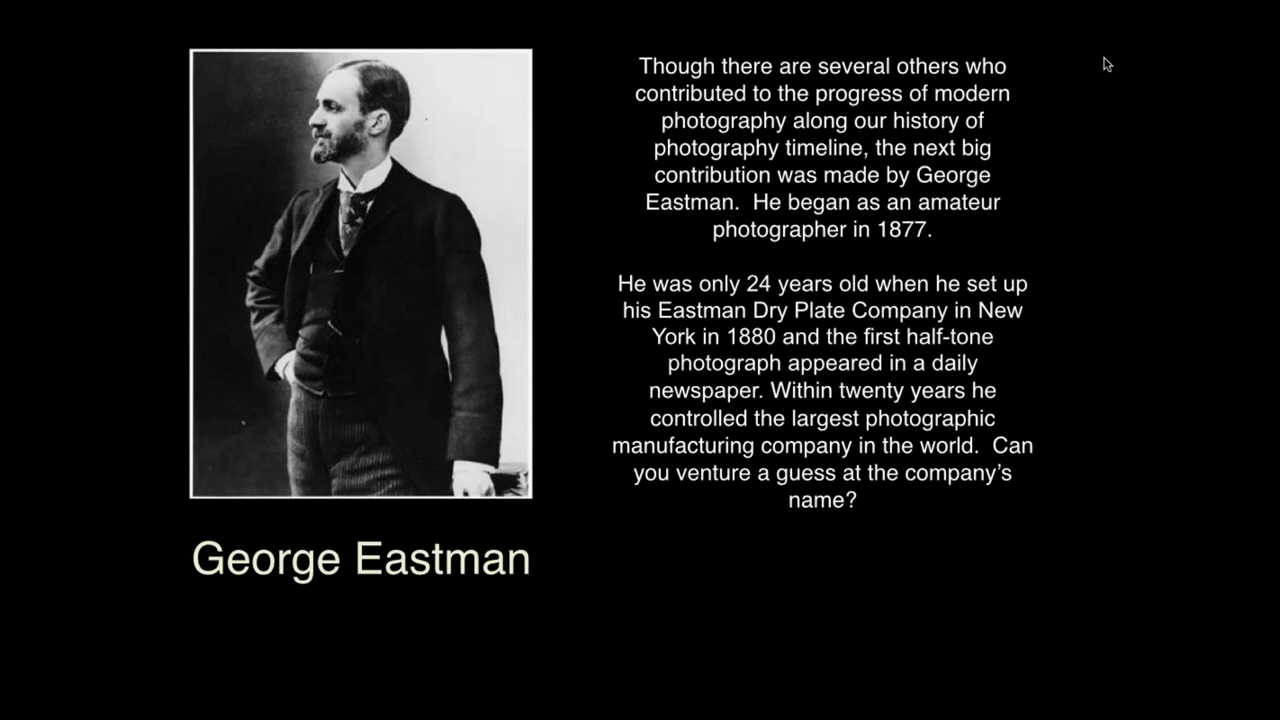 Though there are several others who
contributed to the progress of modern
photography along our history of
photography timeline, the next big
contribution was made by George
Eastman.  He began as an amateur
photographer in 1877.
He was only 24 years old when he set up
his Eastman Dry Plate Company in New
York in 1880 and the first half-tone
photograph appeared in a daily
newspaper. Within twenty years he
controlled the largest photographic
manufacturing company in the world.  Can
you venture a guess at the company’s
name?
George Eastman